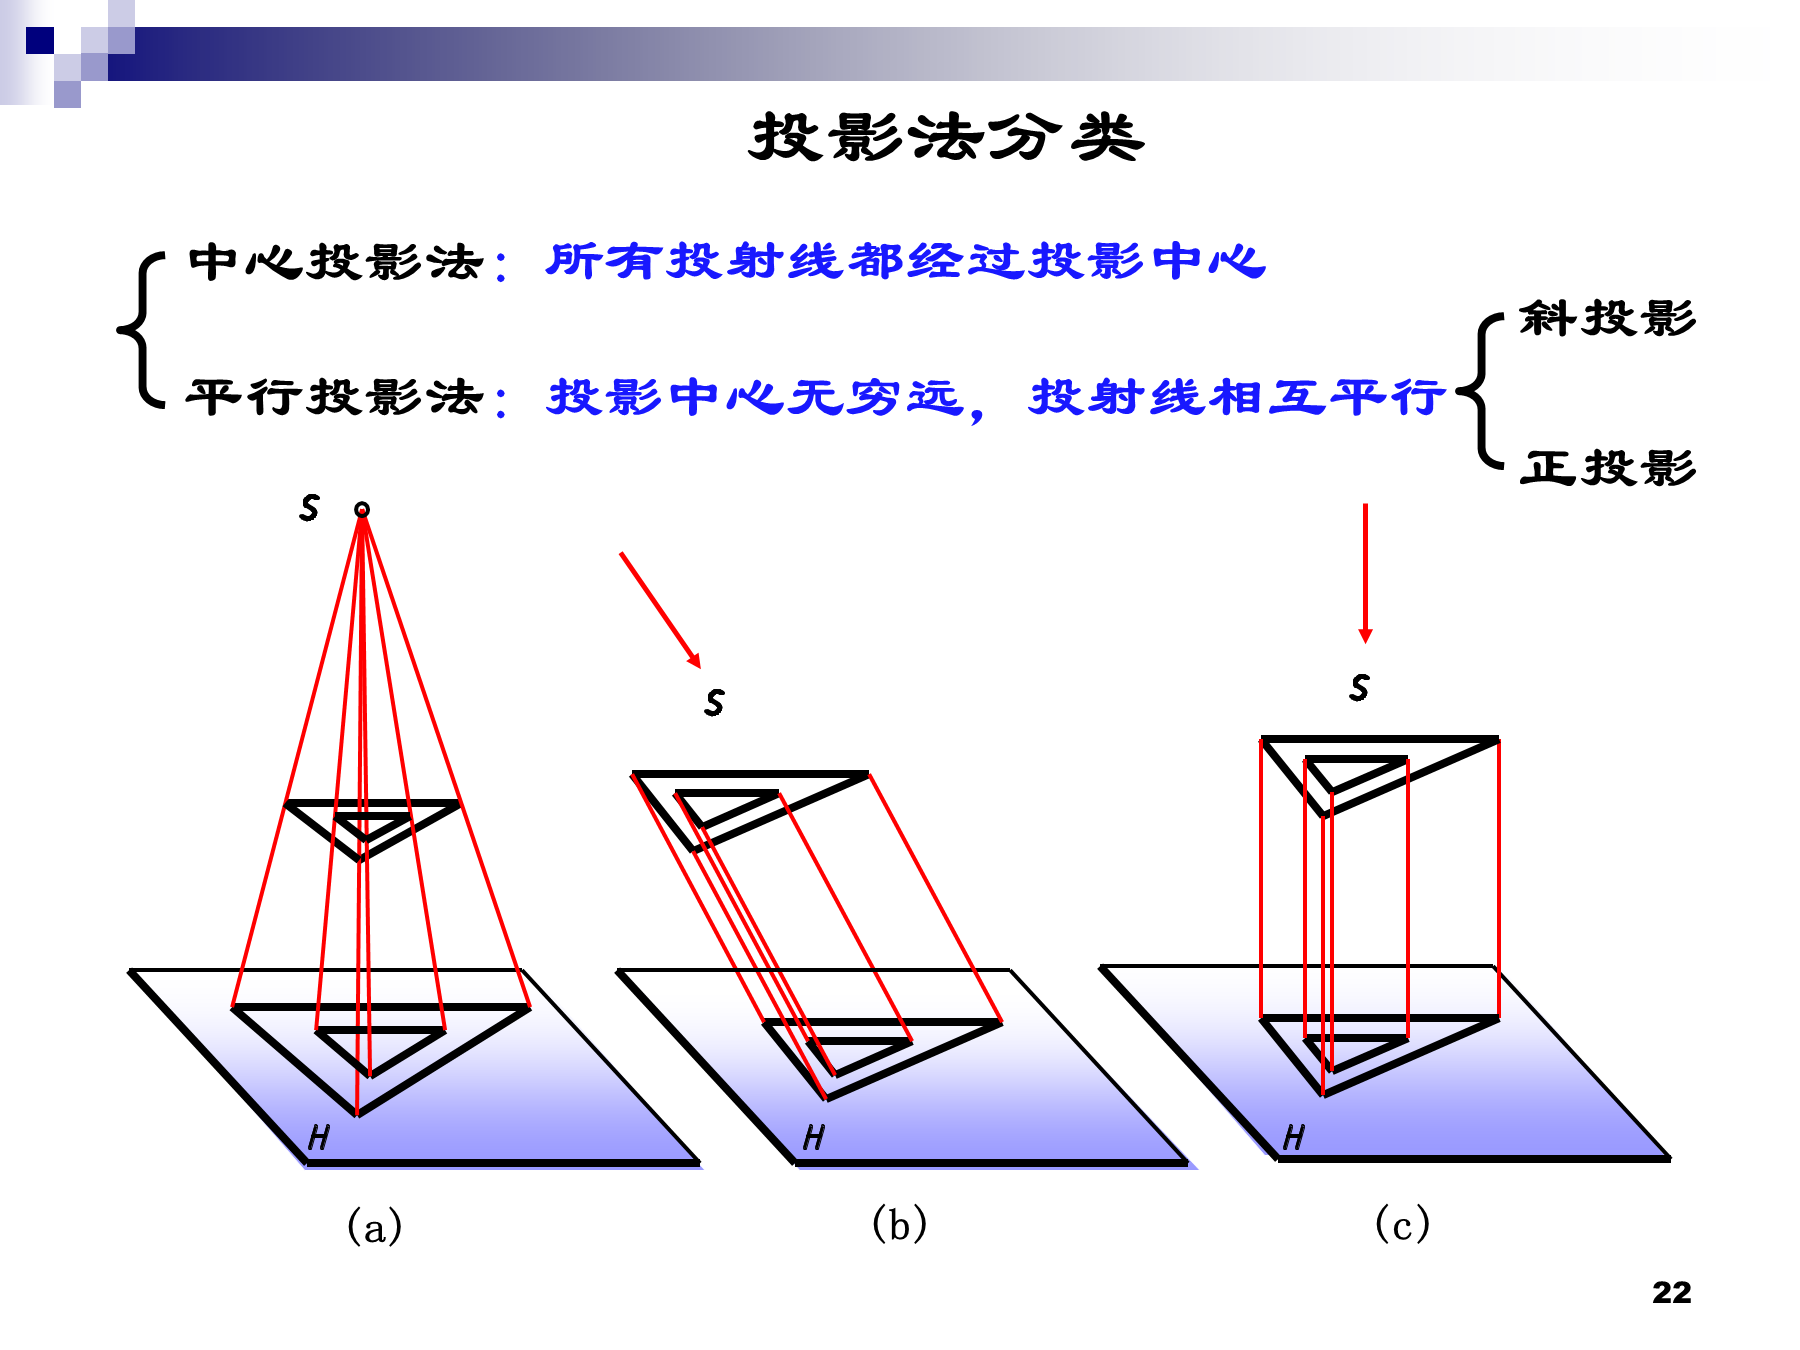 投影法分类
中心投影法：所有投射线都经过投影中心
斜投影
平行投影法：投影中心无穷远，投射线相互平行
正投影
S
S
S
H
H
H
(a)
(b)
(c)
22